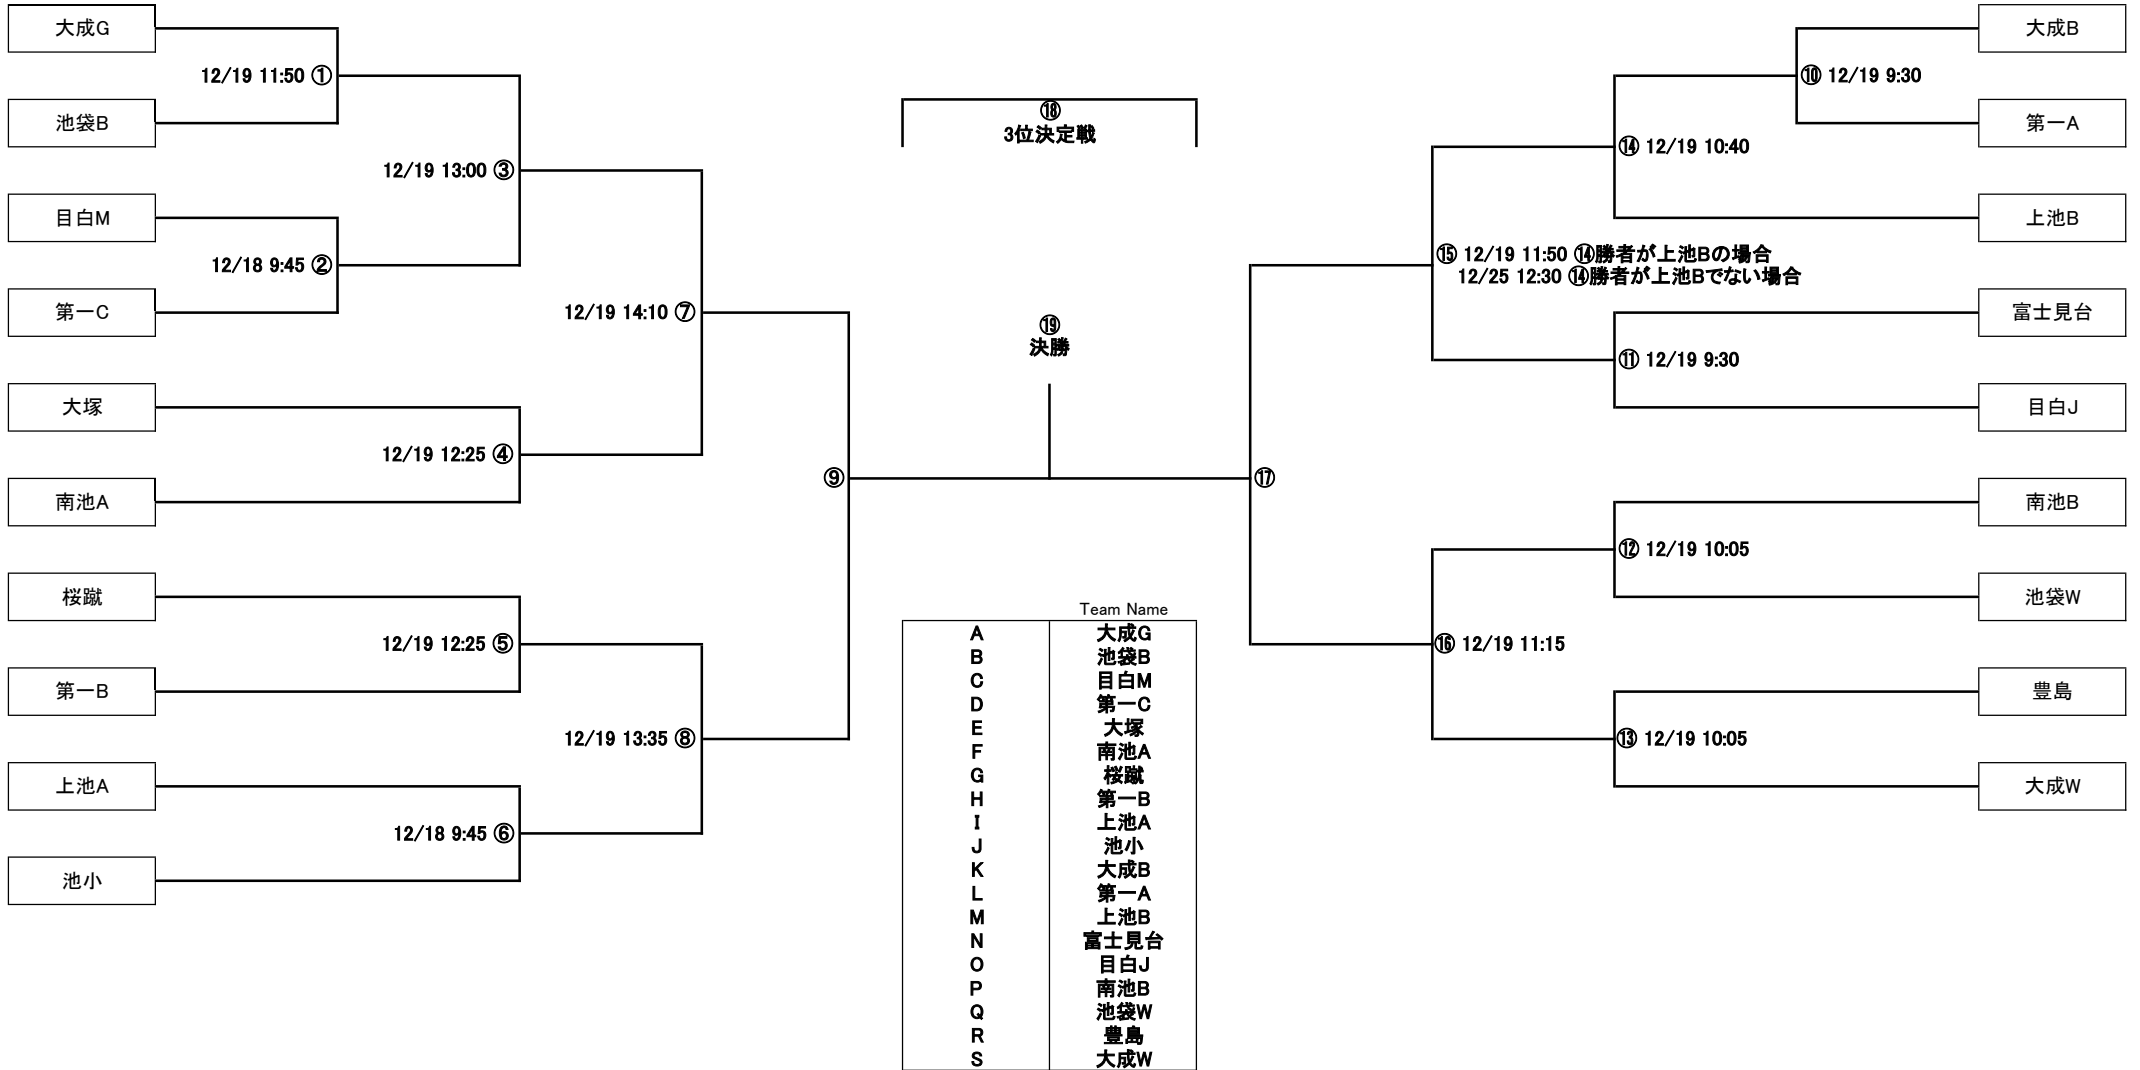 大成G
12/19 11:50 ①
池袋B
12/19 13:00 ③
目白M
12/18 9:45 ②
第一C
12/19 14:10 ⑦
大塚
12/19 12:25 ④
南池A
⑨
桜蹴
12/19 12:25 ⑤
第一B
12/19 13:35 ⑧
上池A
12/18 9:45 ⑥
池小
⑱
3位決定戦
⑲
決勝
Team Name
A 大成G
B 池袋B
C 目白M
D 第一C
E 大塚
F 南池A
G 桜蹴
H 第一B
I 上池A
J 池小
K 大成B
L 第一A
M 上池B
N 富士見台
O 目白J
P 南池B
Q 池袋W
R 豊島
S 大成W
大成B
⑩ 12/19 9:30
第一A
⑭ 12/19 10:40
上池B
⑮ 12/19 11:50 ⑭勝者が上池Bの場合
12/25 12:30 ⑭勝者が上池Bでない場合
富士見台
⑪ 12/19 9:30
目白J
⑰
南池B
⑫ 12/19 10:05
池袋W
⑯ 12/19 11:15
豊島
⑬ 12/19 10:05
大成W